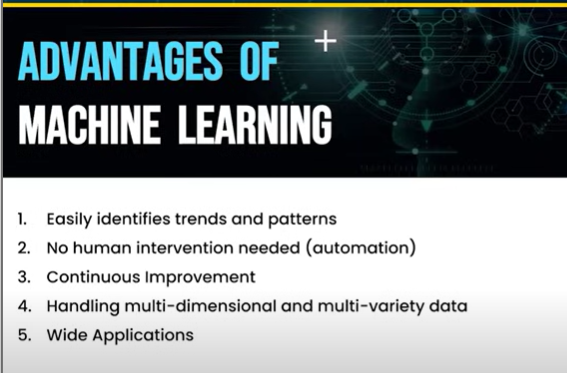 ADVANTAGES OF
MACHINE LEARNING
1. Easily identifies trends and patterns
2. No human intervention needed (automation)
3. Continuous Improvement
4. Handling multi-dimensional and multi-variety data
5. Wide Applications